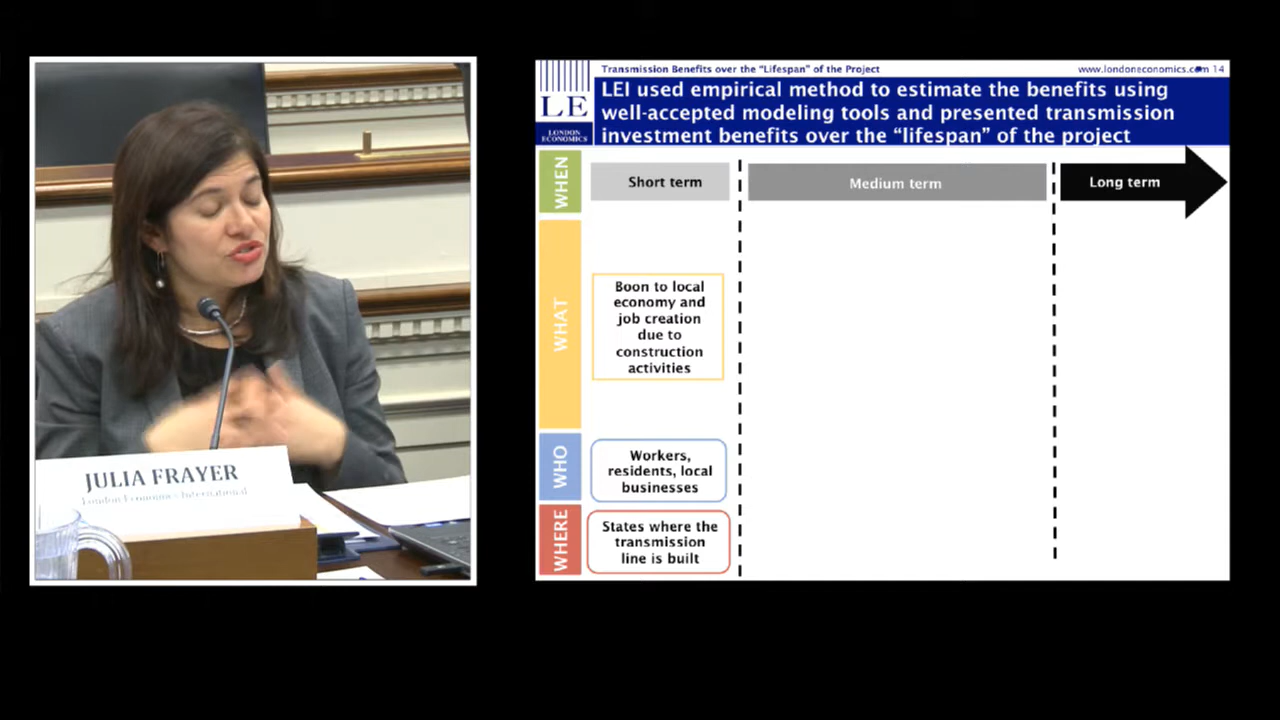 JULIA FRAYER
London Economics International
Transmission Benefits over the “Lifespan” of the Project
www.londoneconomics.com 14
LE
LONDON
ECONOMICS
LEI used empirical method to estimate the benefits using
well-accepted modeling tools and presented transmission
investment benefits over the “lifespan” of the project
WHEN
Short term
Medium term
Long term
WHAT
Boon to local
economy and
job creation
due to
construction
activities
WHO
Workers,
residents, local
businesses
WHERE
States where the
transmission
line is built